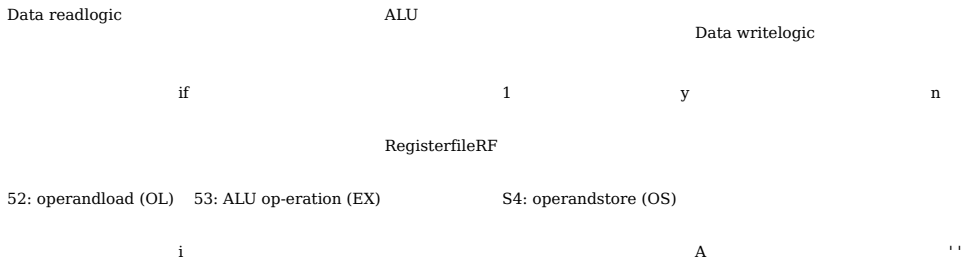 Data readlogic ALU
Data writelogic
if 1 y n
RegisterfileRF
52: operandload (OL) 53: ALU op-eration (EX) S4: operandstore (OS)
i A ' '